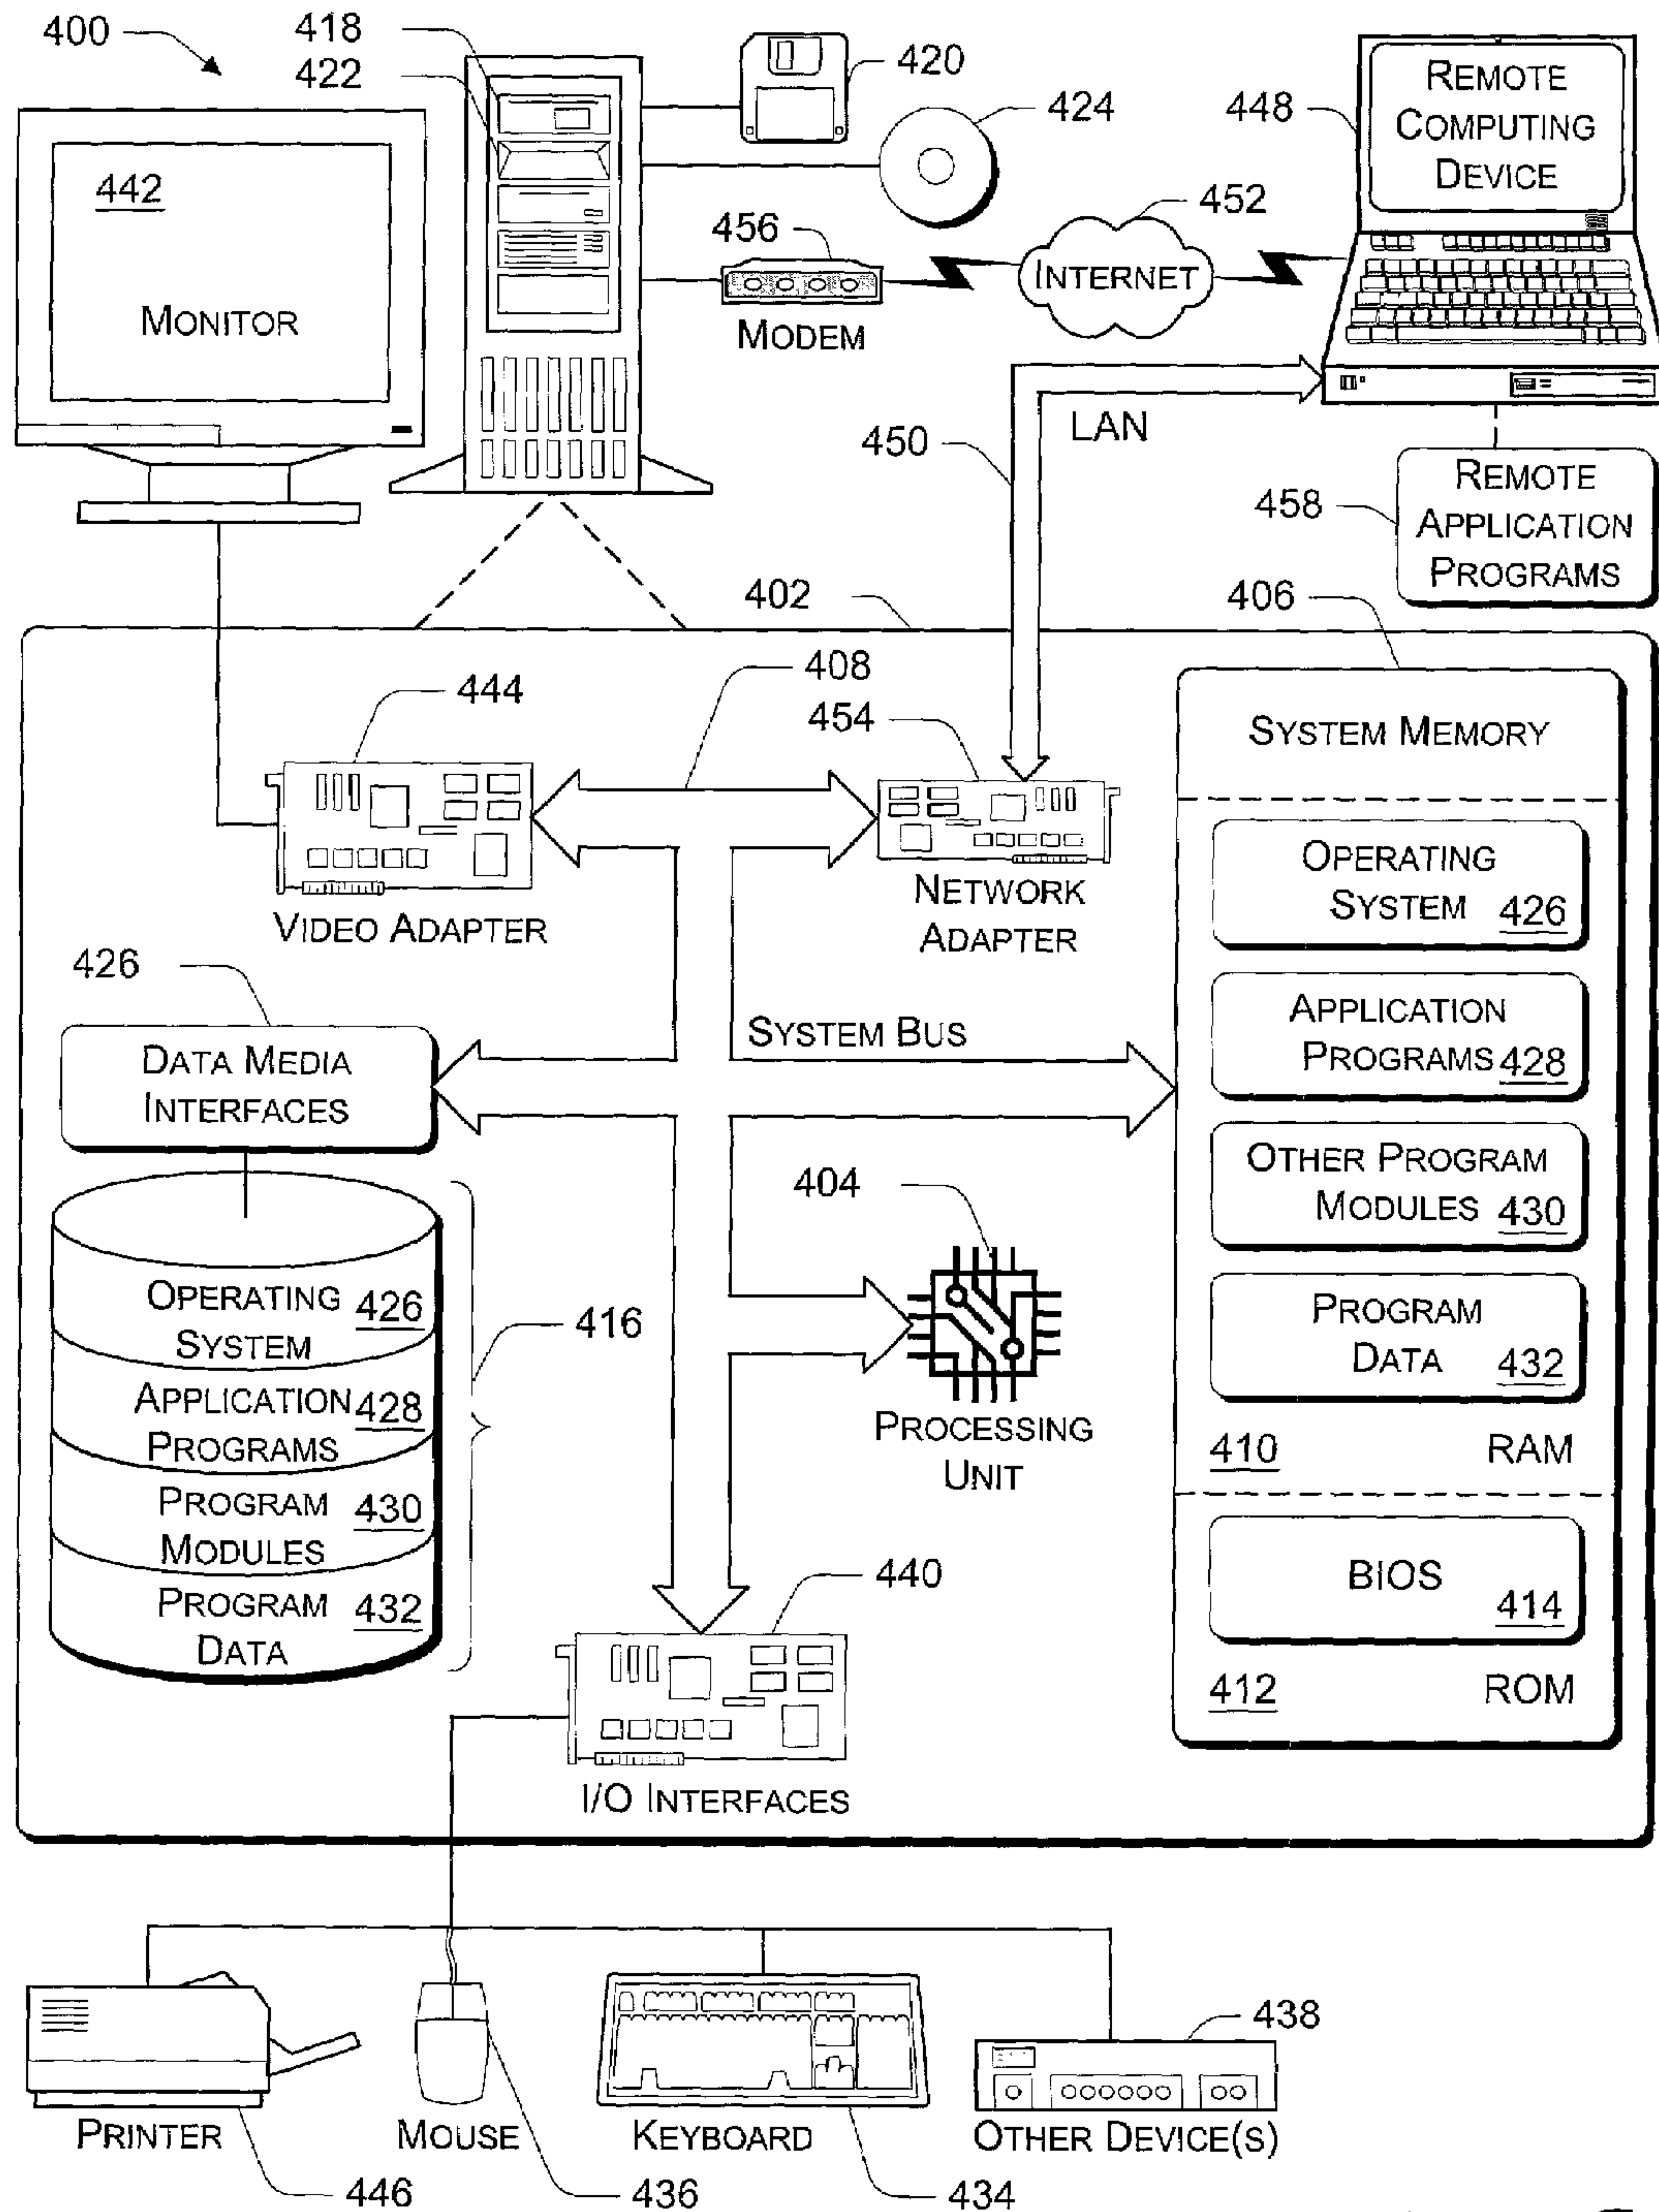 400
418
422
420
424
448
REMOTE
COMPUTING
DEVICE
442
MONITOR
456
MODEM
452
INTERNET
LAN
450
458
REMOTE
APPLICATION
PROGRAMS
402
406
408
444
454
VIDEO ADAPTER
NETWORK
ADAPTER
SYSTEM MEMORY
OPERATING
SYSTEM 426
APPLICATION
PROGRAMS 428
OTHER PROGRAM
MODULES 430
PROGRAM
DATA 432
410 RAM
BIOS
414
412 ROM
426
DATA MEDIA
INTERFACES
SYSTEM BUS
404
PROCESSING
UNIT
OPERATING 426
SYSTEM
APPLICATION 428
PROGRAMS
PROGRAM 430
MODULES
PROGRAM 432
DATA
416
440
I/O INTERFACES
438
PRINTER
MOUSE
KEYBOARD
OTHER DEVICE(S)
446
436
434